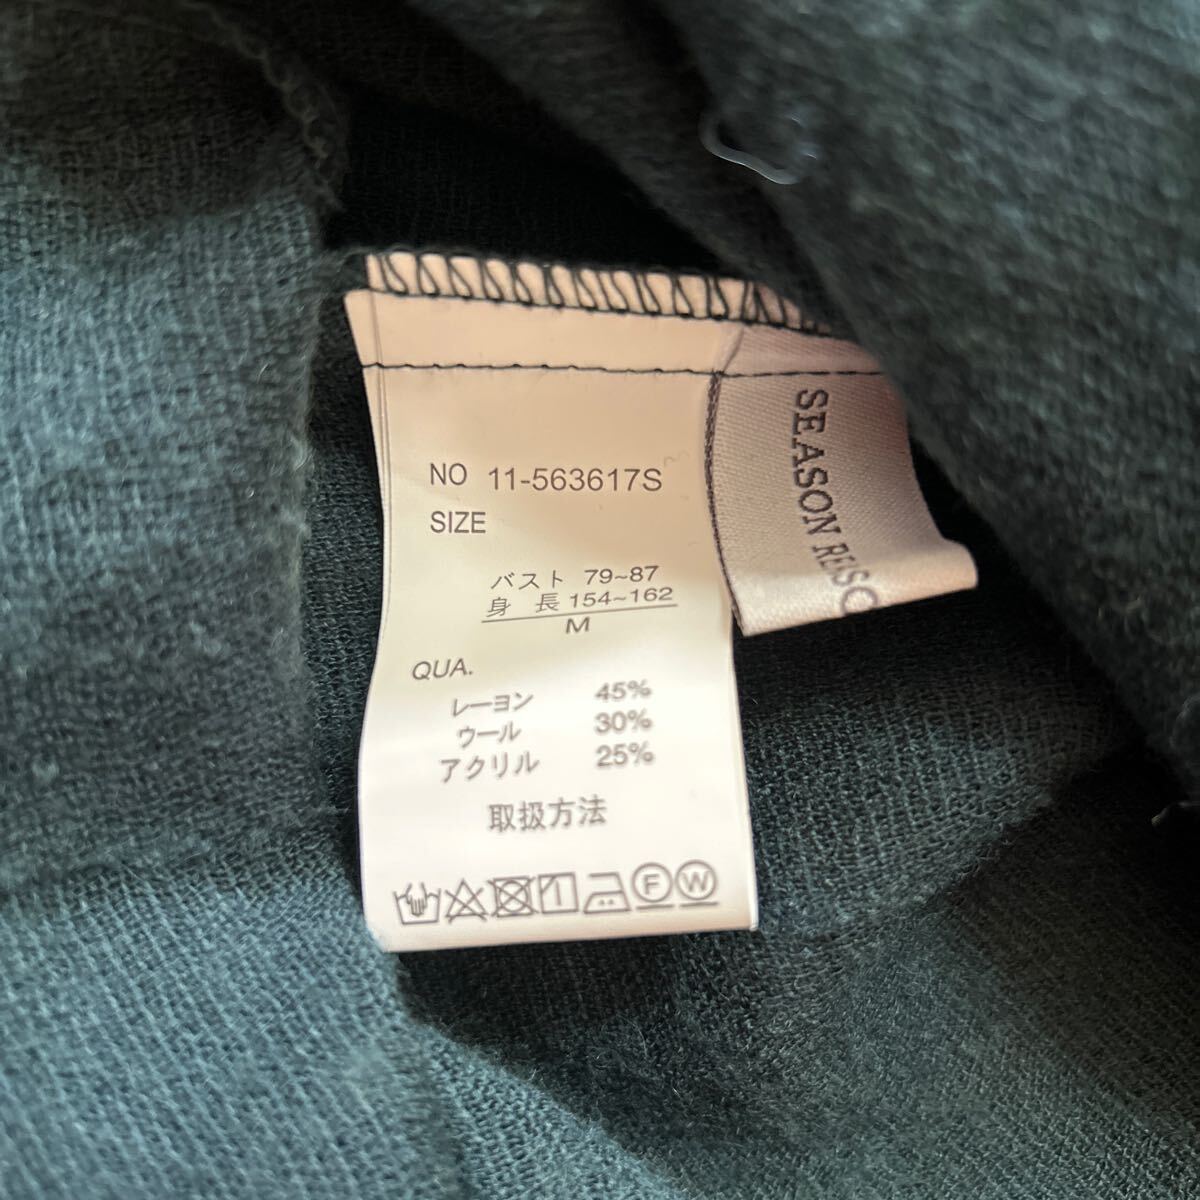 NO 11-563617S
SIZE
バスト 79~87
身 長 154~162
M
QUA.
レーヨン 45%
ウール 30%
アクリル 25%
取扱方法
F W
SEASON